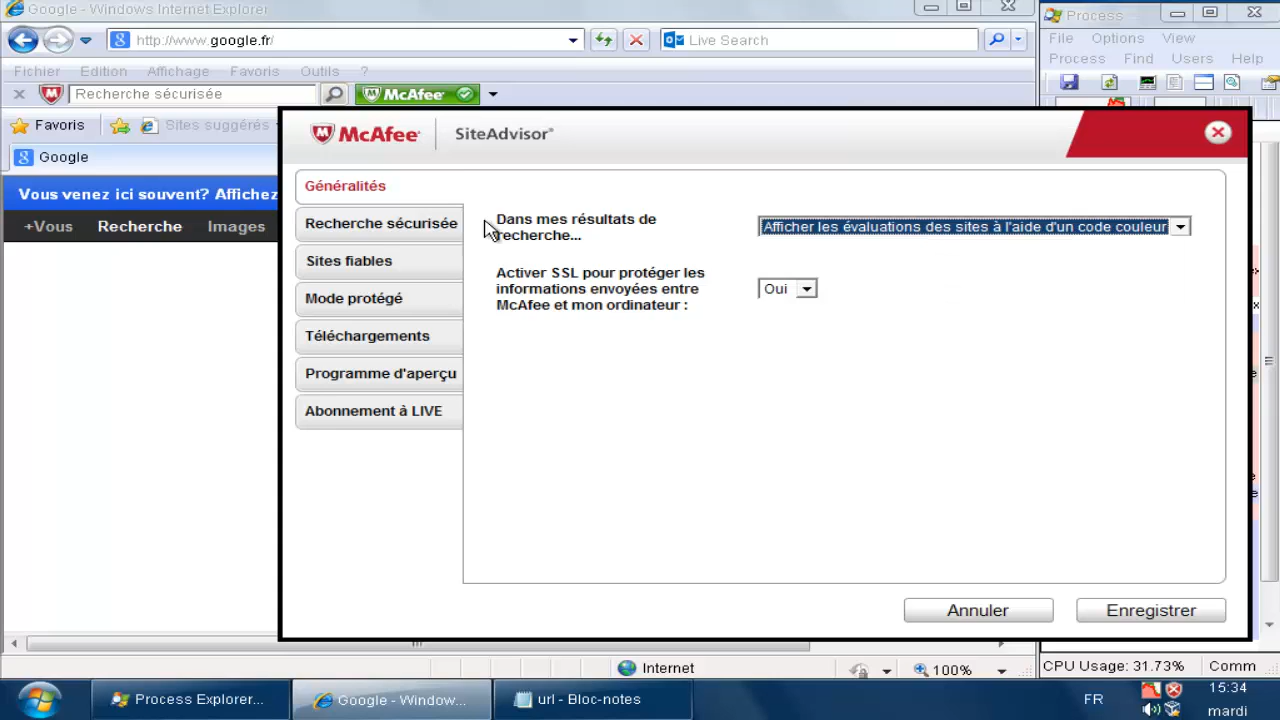 Google - Windows Internet Explorer
http://www.google.fr/
Live Search
Fichier Edition Affichage Favoris Outils ?
Recherche sécurisée
McAfee
Favoris
Sites suggérés
Google
Vous venez ici souvent? Affichez
+Vous Recherche Images
McAfee SiteAdvisor®
Généralités
Recherche sécurisée
Sites fiables
Mode protégé
Téléchargements
Programme d'aperçu
Abonnement à LIVE
Dans mes résultats de
recherche...
Afficher les évaluations des sites à l'aide d'un code couleur
Activer SSL pour protéger les
informations envoyées entre
McAfee et mon ordinateur :
Oui
Annuler
Enregistrer
Internet
100%
Process
File Options View
Process Find Users Help
CPU Usage: 31.73% Comm
Process Explorer...
Google - Window...
url - Bloc-notes
FR
15:34
mardi